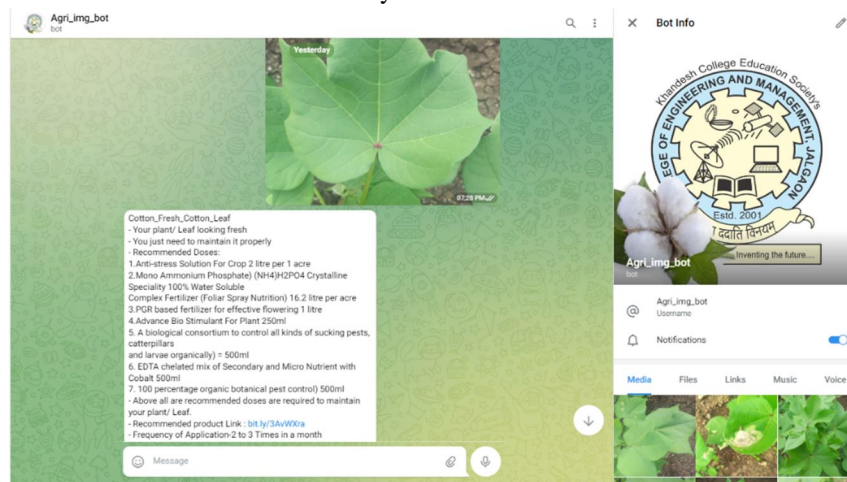 Agri_img_bot
bot
Yesterday
07:28 PM
Cotton_Fresh_Cotton_Leaf
- Your plant/ Leaf looking fresh
- You just need to maintain it properly
- Recommended Doses:
1.Anti-stress Solution For Crop 2 litre per 1 acre
2.Mono Ammonium Phosphate) (NH4)H2PO4 Crystalline
Speciality 100% Water Soluble
Complex Fertilizer (Foliar Spray Nutrition) 16.2 litre per acre
3.PGR based fertilizer for effective flowering 1 litre
4.Advance Bio Stimulant For Plant 250ml
5. A biological consortium to control all kinds of sucking pests,
catterpillars
and larvae organically) = 500ml
6. EDTA chelated mix of Secondary and Micro Nutrient with
Cobalt 500ml
7. 100 percentage organic botanical pest control) 500ml
- Above all are recommended doses are required to maintain
your plant/ Leaf.
- Recommended product Link : bit.ly/3AvWXra
- Frequency of Application-2 to 3 Times in a month
Message
Bot Info
Khandesh College Education Society's
EGE OF ENGINEERING AND MANAGEMENT, JALGAON
Estd. 2001
ददाति विनयम
Inventing the future....
Agri_img_bot
bot
Agri_img_bot
Username
Notifications
Media Files Links Music Voice